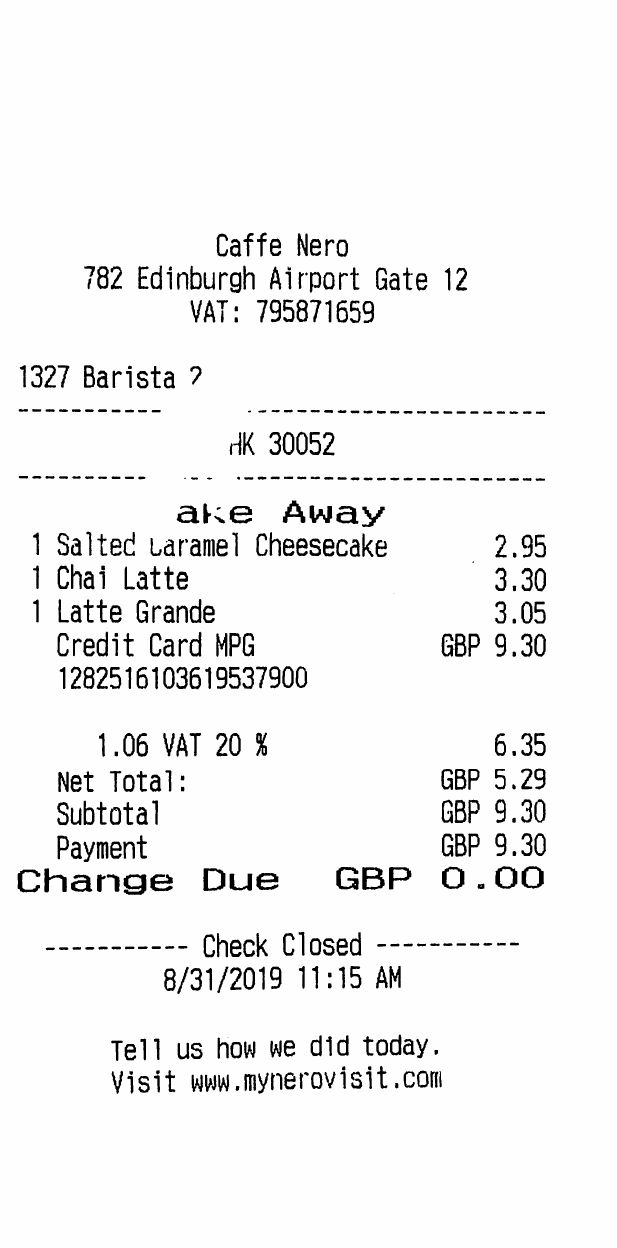 Caffe Nero
782 Edinburgh Airport Gate 12
VAT: 795871659
1327 Barista 2
-----------     -----------------------
HK 30052
----------  --- ------------------------
ake Away
1 Salted Caramel Cheesecake 2.95
1 Chai Latte 3.30
1 Latte Grande 3.05
Credit Card MPG GBP 9.30
1282516103619537900
1.06 VAT 20 % 6.35
Net Total: GBP 5.29
Subtotal GBP 9.30
Payment GBP 9.30
Change Due GBP 0.00
----------- Check Closed -----------
8/31/2019 11:15 AM
Tell us how we did today.
Visit www.mynerovisit.com